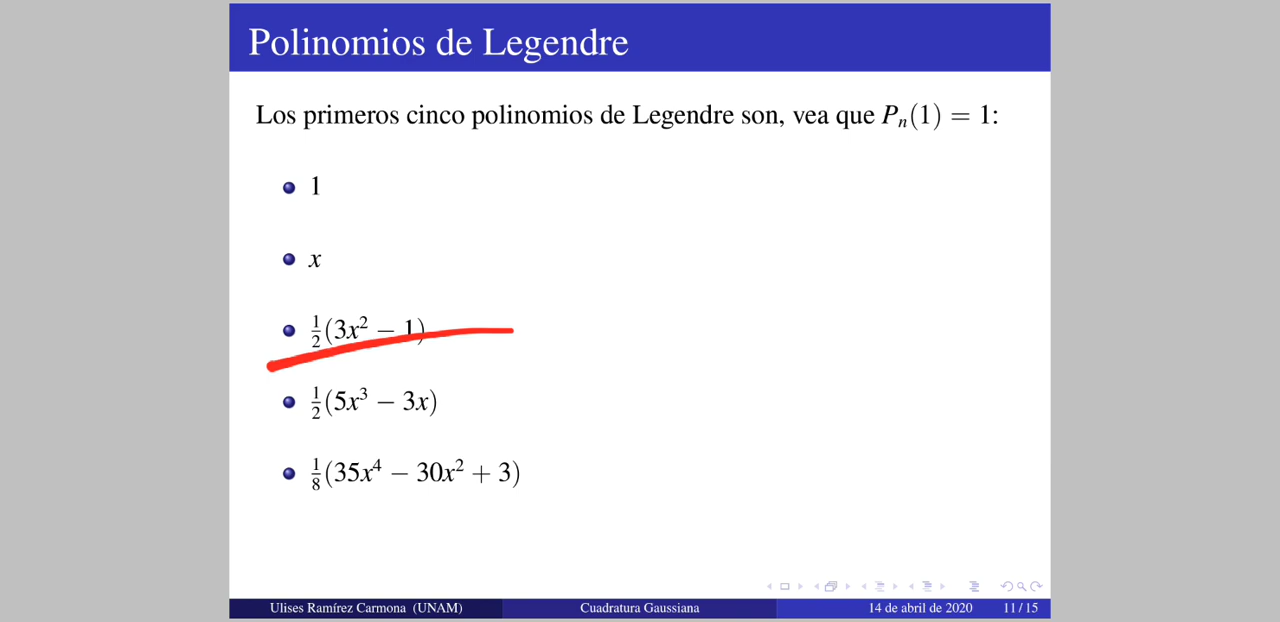 Polinomios de Legendre
Los primeros cinco polinomios de Legendre son, vea que Pₙ(1) = 1:
1
x
½(3x² − 1)
½(5x³ − 3x)
⅛(35x⁴ − 30x² + 3)
Ulises Ramírez Carmona (UNAM) Cuadratura Gaussiana 14 de abril de 2020 11 / 15